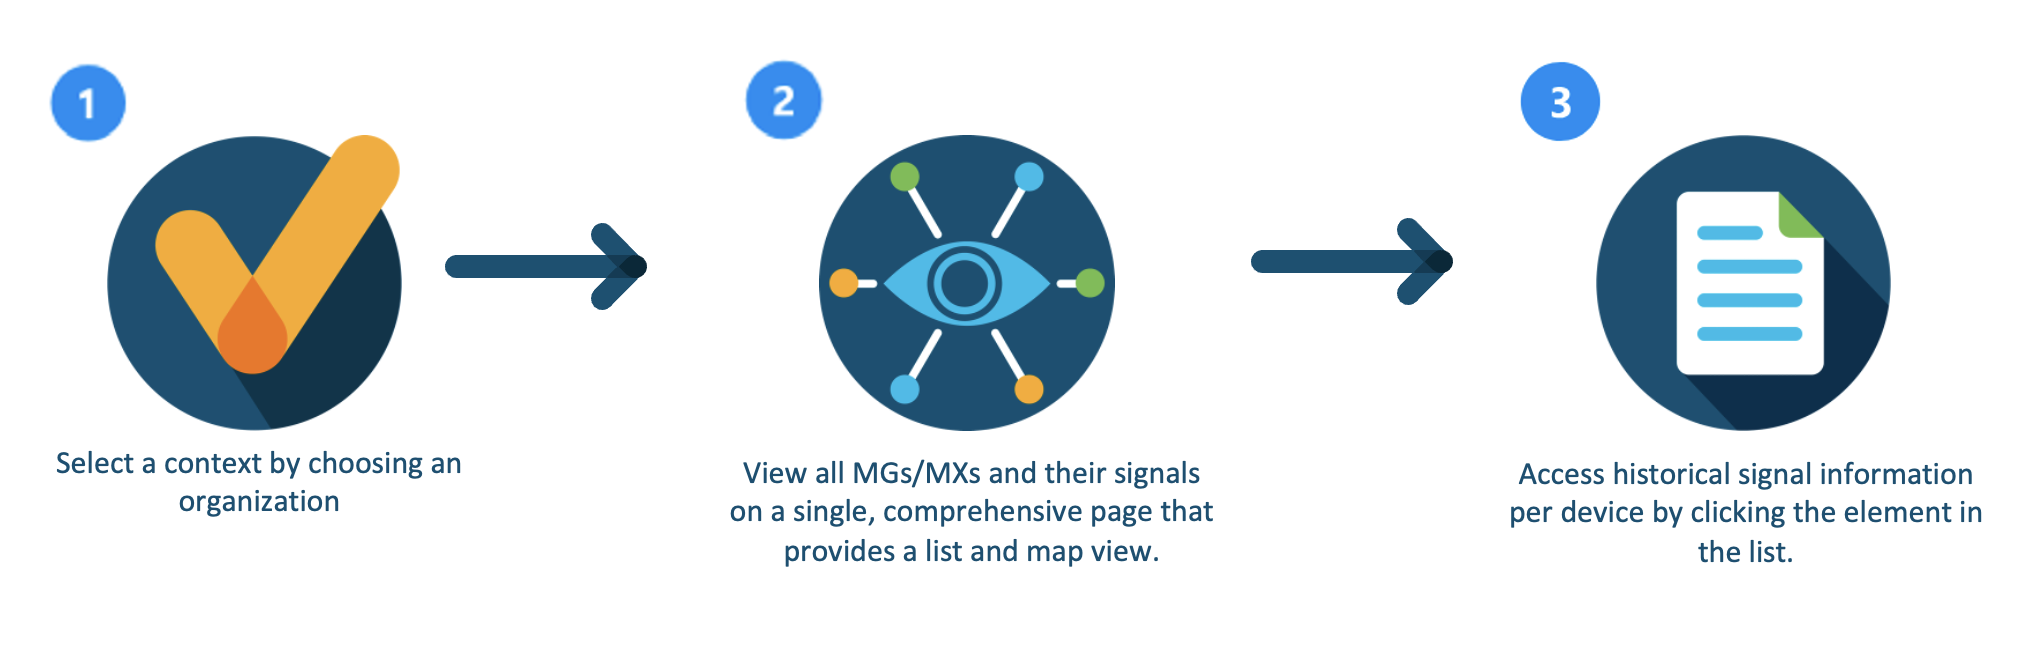 1
Select a context by choosing an
organization
2
View all MGs/MXs and their signals
on a single, comprehensive page that
provides a list and map view.
3
Access historical signal information
per device by clicking the element in
the list.